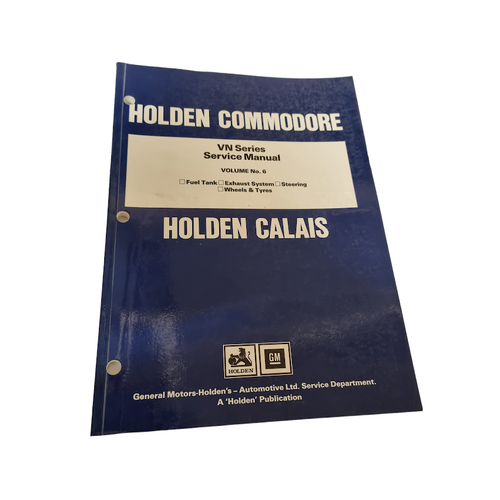 HOLDEN COMMODORE
VN Series
Service Manual
VOLUME No. 6
□ Fuel Tank □ Exhaust System □ Steering
□ Wheels & Tyres
HOLDEN CALAIS
HOLDEN GM
General Motors-Holden's – Automotive Ltd. Service Department.
A 'Holden' Publication